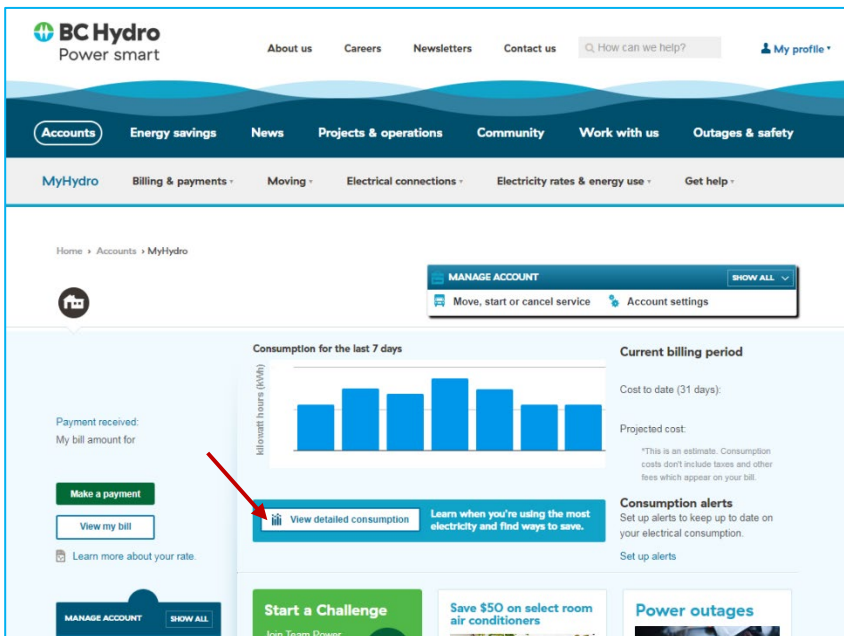 BC Hydro
Power smart
About us Careers Newsletters Contact us How can we help? My profile
Accounts Energy savings News Projects & operations Community Work with us Outages & safety
MyHydro Billing & payments Moving Electrical connections Electricity rates & energy use Get help
Home › Accounts › MyHydro
MANAGE ACCOUNT SHOW ALL
Move, start or cancel service Account settings
Consumption for the last 7 days
kilowatt hours (kWh)
Current billing period
Cost to date (31 days):
Projected cost:
*This is an estimate. Consumption
costs don't include taxes and other
fees which appear on your bill.
Payment received:
My bill amount for
Make a payment
View my bill
Learn more about your rate.
View detailed consumption
Learn when you're using the most
electricity and find ways to save.
Consumption alerts
Set up alerts to keep up to date on
your electrical consumption.
Set up alerts
MANAGE ACCOUNT SHOW ALL
Start a Challenge
Join Team Power
Save $50 on select room
air conditioners
Power outages